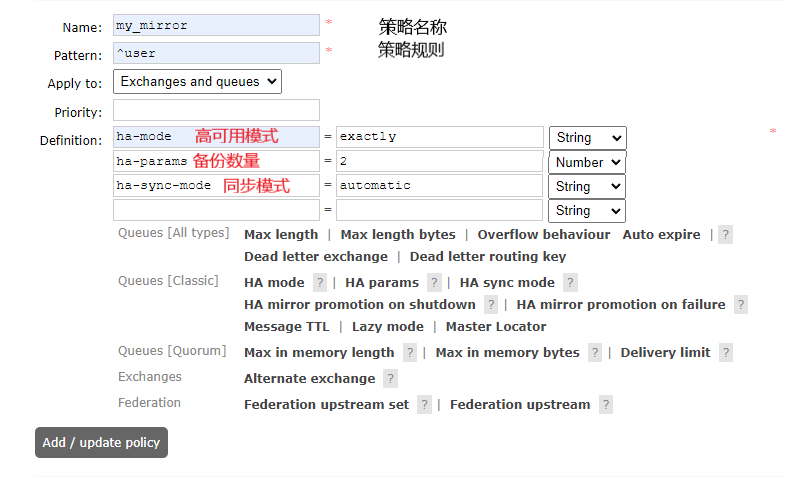 Name: my_mirror * 策略名称
Pattern: ^user * 策略规则
Apply to: Exchanges and queues
Priority:
Definition: ha-mode 高可用模式 = exactly String *
ha-params 备份数量 = 2 Number
ha-sync-mode 同步模式 = automatic String
= String
Queues [All types] Max length | Max length bytes | Overflow behaviour Auto expire | ?
Dead letter exchange | Dead letter routing key
Queues [Classic] HA mode ? | HA params ? | HA sync mode ?
HA mirror promotion on shutdown ? | HA mirror promotion on failure ?
Message TTL | Lazy mode | Master Locator
Queues [Quorum] Max in memory length ? | Max in memory bytes ? | Delivery limit ?
Exchanges Alternate exchange ?
Federation Federation upstream set ? | Federation upstream ?
Add / update policy